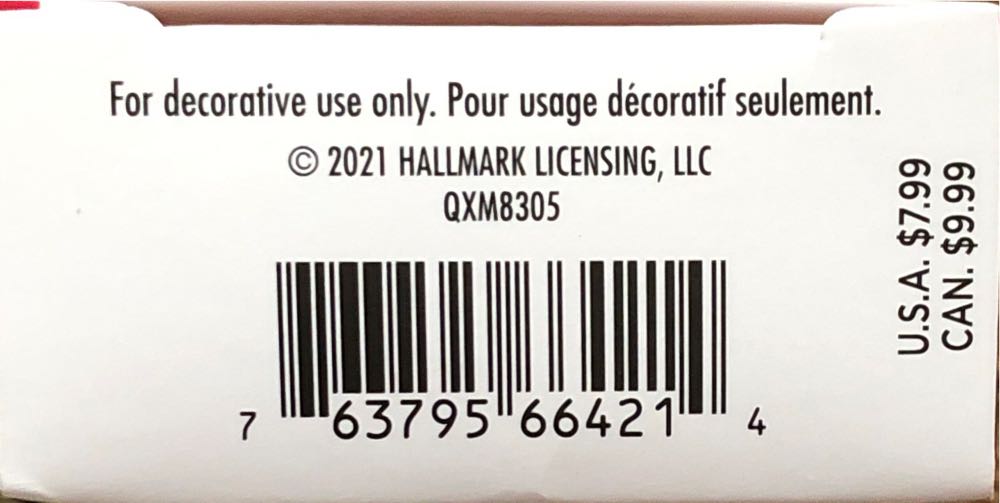 For decorative use only. Pour usage décoratif seulement.
© 2021 HALLMARK LICENSING, LLC
QXM8305
7 63795 66421 4
U.S.A. $7.99
CAN. $9.99